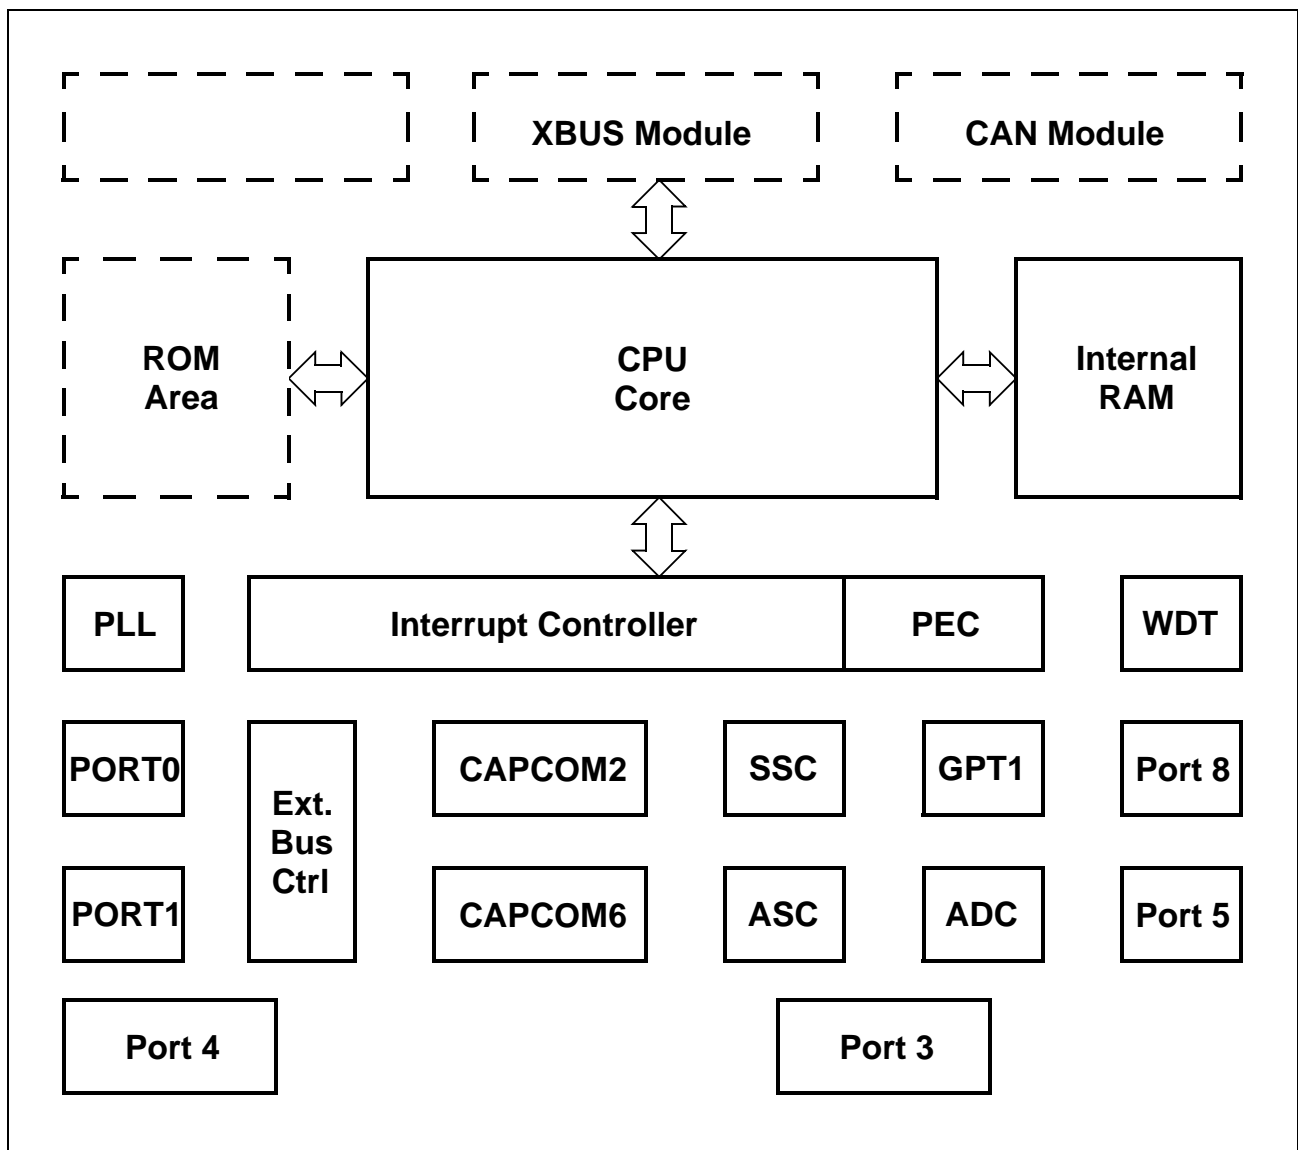 XBUS Module
CAN Module
ROM
Area
CPU
Core
Internal
RAM
PLL
Interrupt Controller
PEC
WDT
PORT0
Ext.
Bus
Ctrl
CAPCOM2
SSC
GPT1
Port 8
PORT1
CAPCOM6
ASC
ADC
Port 5
Port 4
Port 3